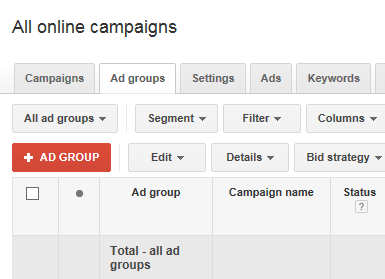 All online campaigns
Campaigns Ad groups Settings Ads Keywords
All ad groups Segment Filter Columns
+ AD GROUP Edit Details Bid strategy
Ad group Campaign name Status
?
Total - all ad
groups